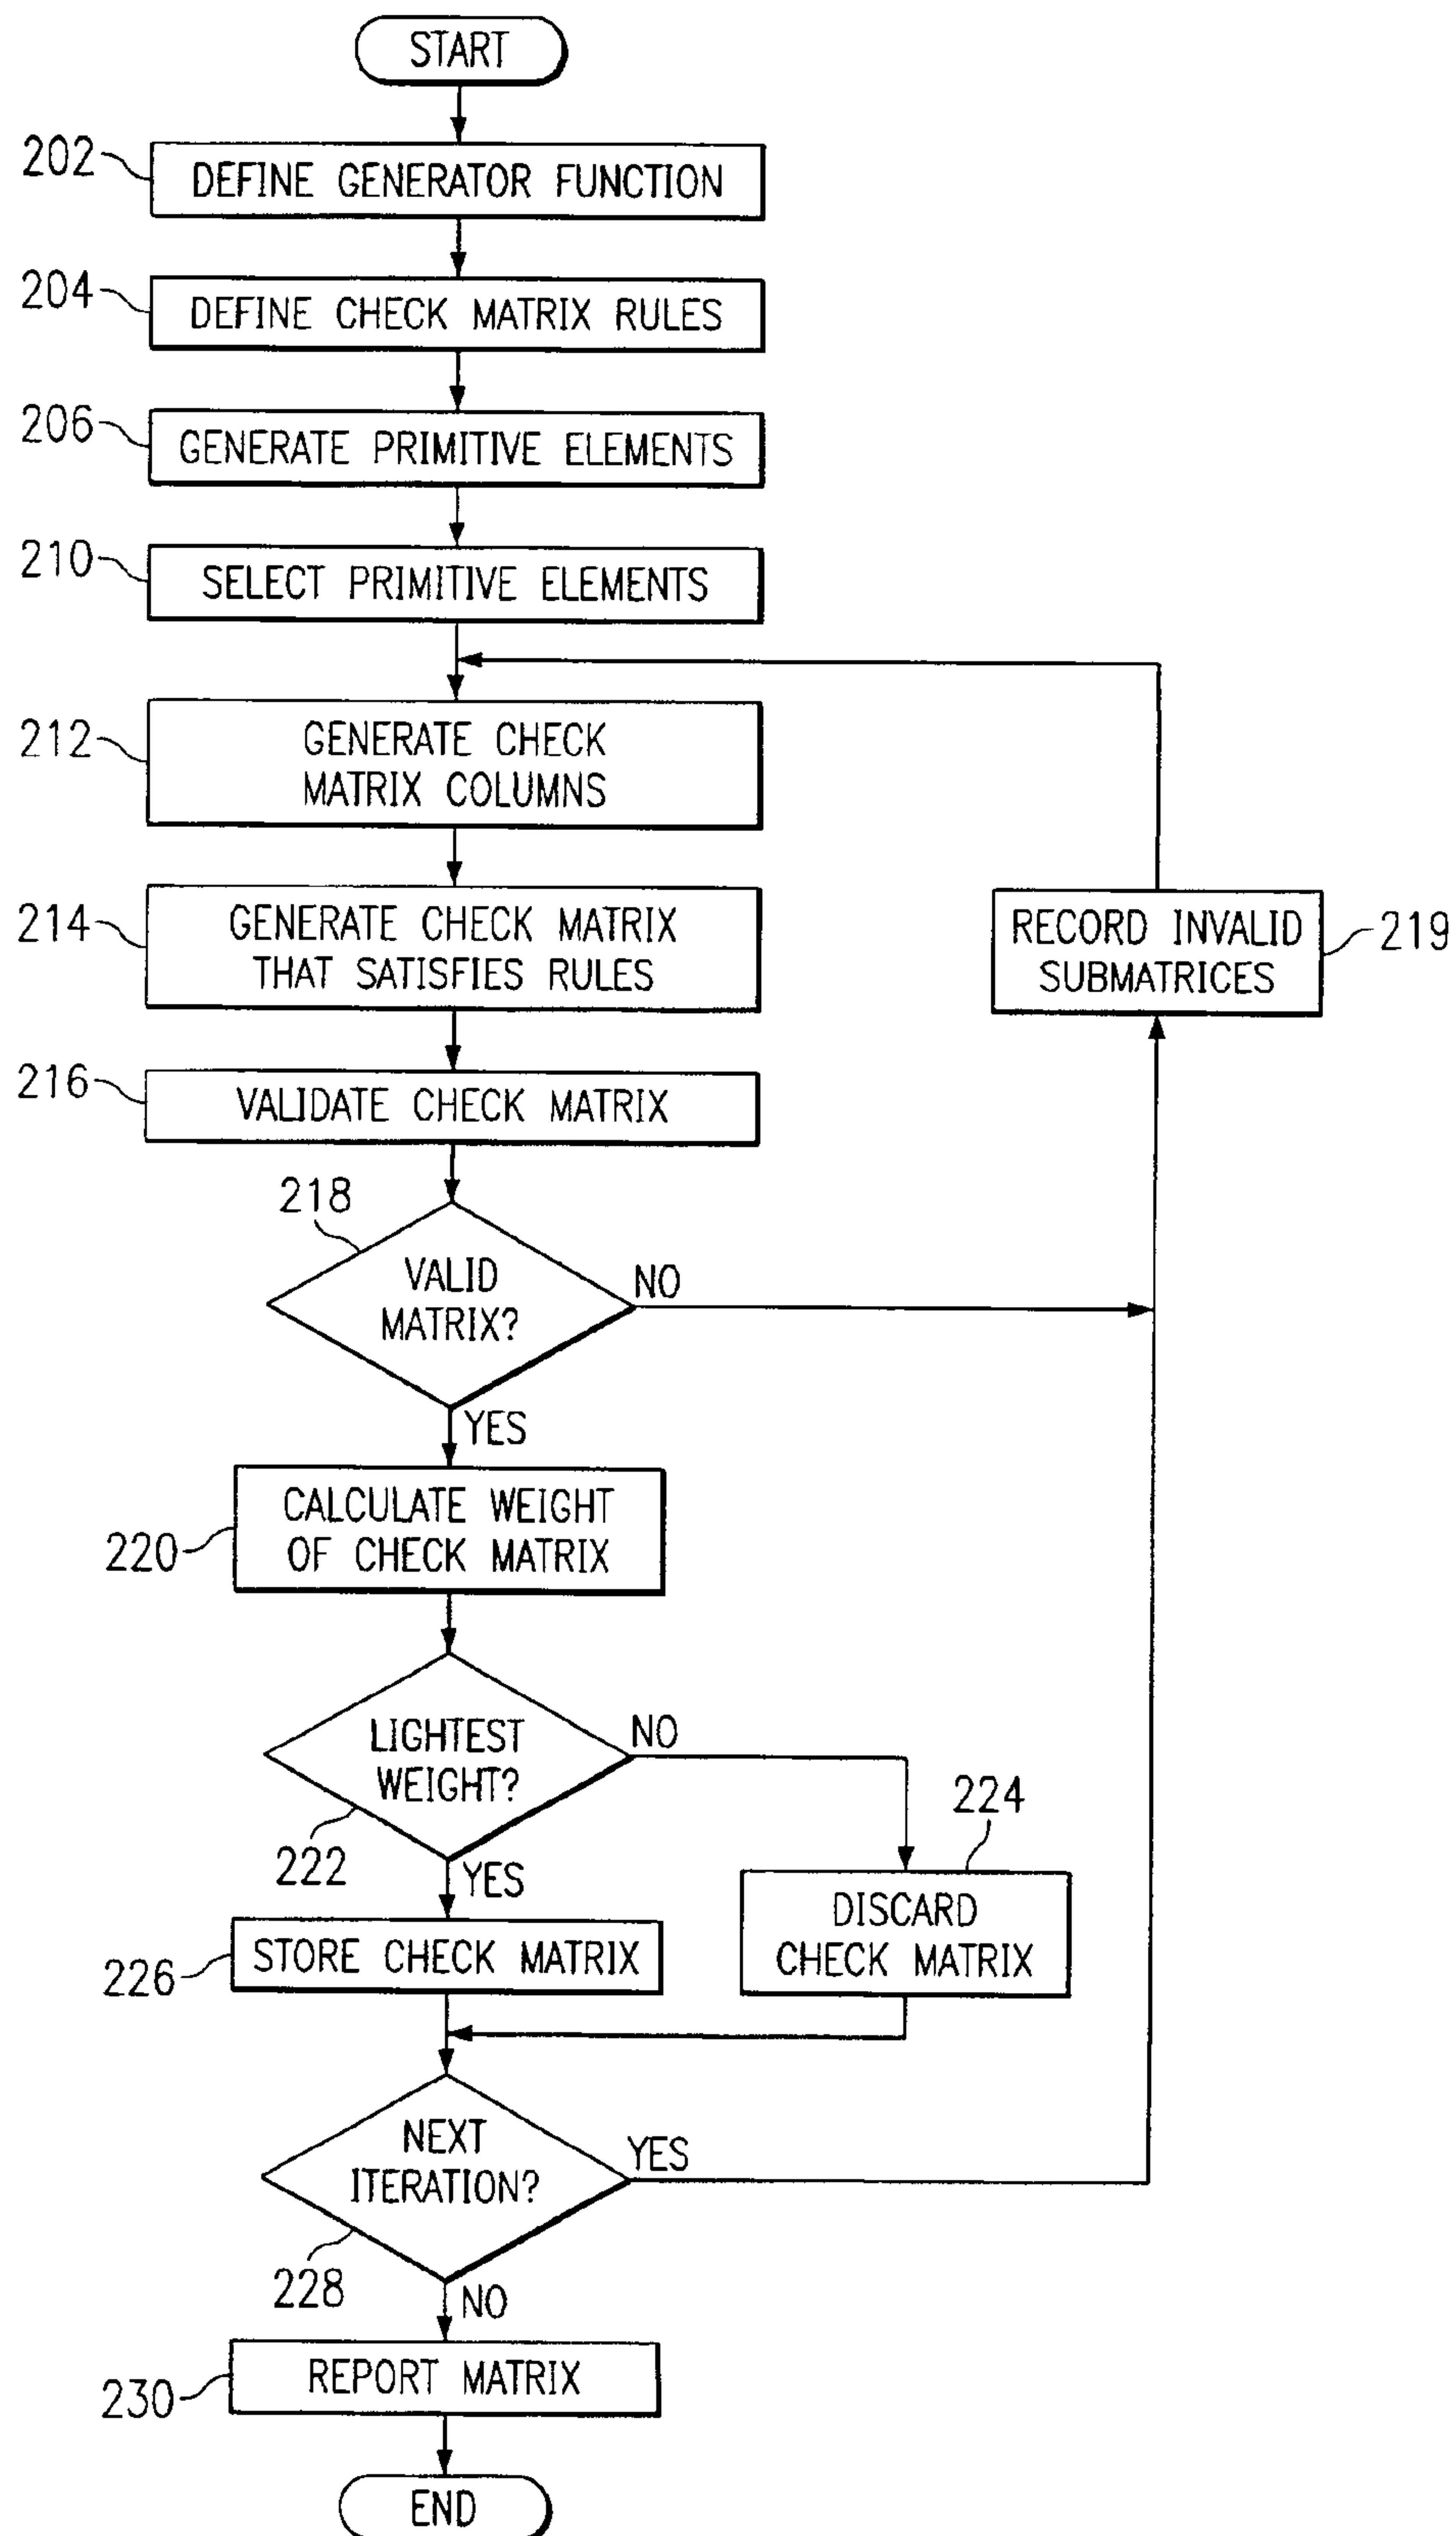 START
202
DEFINE GENERATOR FUNCTION
204
DEFINE CHECK MATRIX RULES
206
GENERATE PRIMITIVE ELEMENTS
210
SELECT PRIMITIVE ELEMENTS
212
GENERATE CHECK
MATRIX COLUMNS
214
GENERATE CHECK MATRIX
THAT SATISFIES RULES
RECORD INVALID
SUBMATRICES
219
216
VALIDATE CHECK MATRIX
218
VALID
MATRIX?
NO
YES
CALCULATE WEIGHT
OF CHECK MATRIX
220
LIGHTEST
WEIGHT?
NO
222
YES
224
DISCARD
CHECK MATRIX
STORE CHECK MATRIX
226
NEXT
ITERATION?
YES
228
NO
REPORT MATRIX
230
END